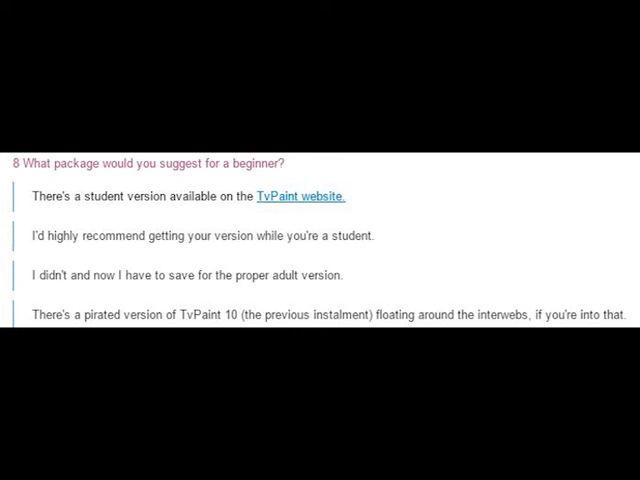 8 What package would you suggest for a beginner?
There's a student version available on the TvPaint website.
I'd highly recommend getting your version while you're a student.
I didn't and now I have to save for the proper adult version.
There's a pirated version of TvPaint 10 (the previous instalment) floating around the interwebs, if you're into that.